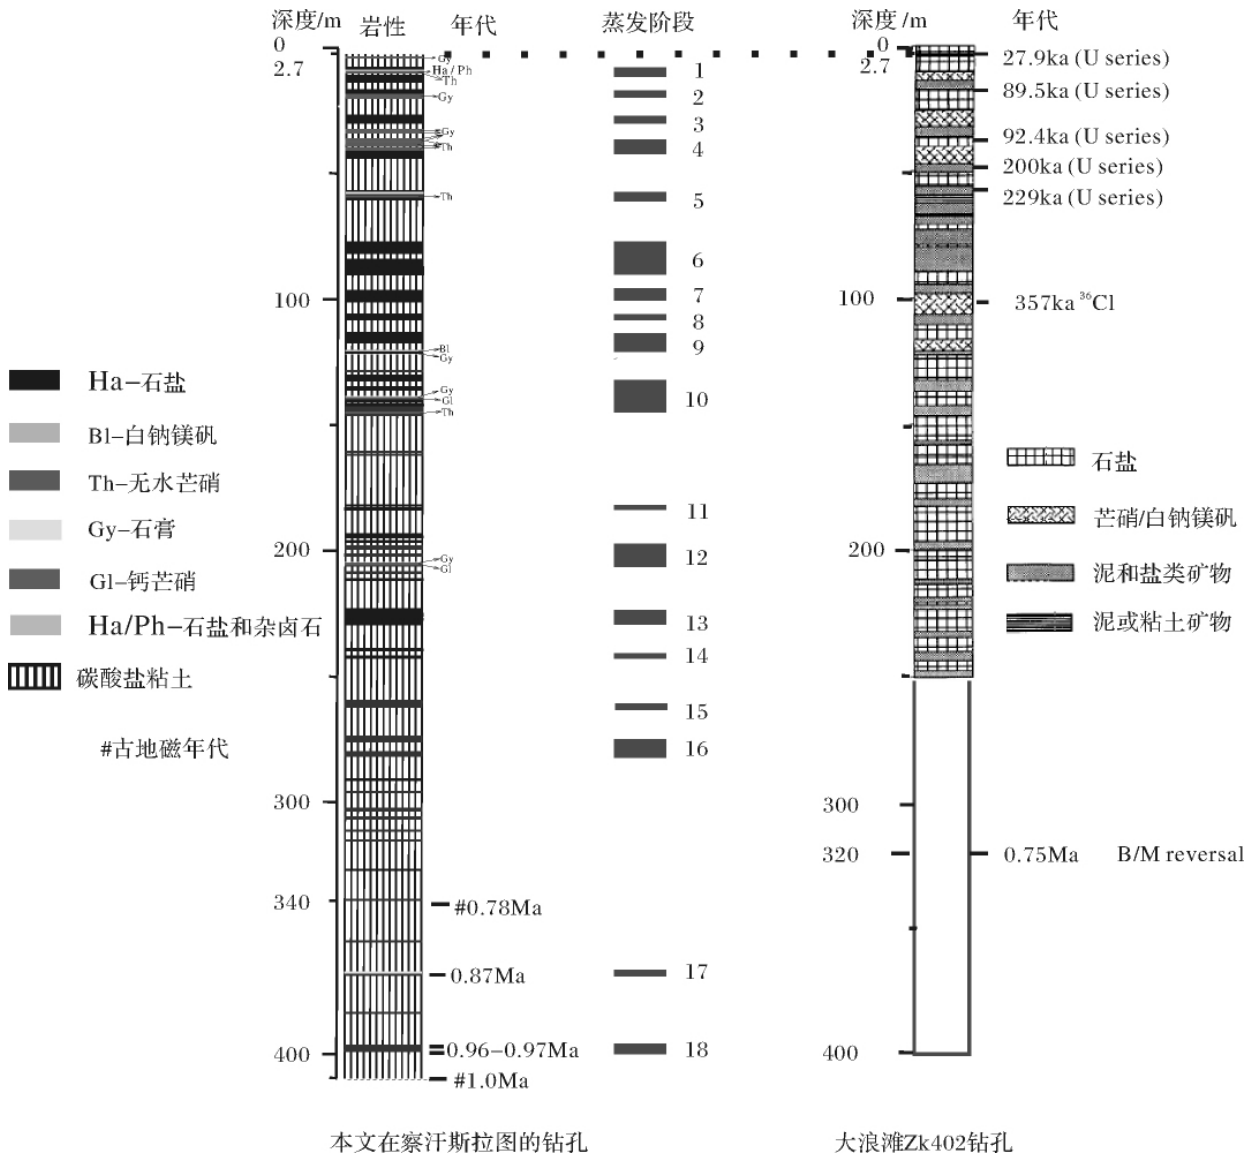 深度/m 岩性 年代 蒸发阶段 深度/m 年代
0
2.7
100
200
300
340
400
Gy
Ha/Ph
Th
Gy
Gy
Th
Th
Bl
Gy
Gy
Gl
Th
Gy
Gl
#0.78Ma
0.87Ma
0.96–0.97Ma
#1.0Ma
1
2
3
4
5
6
7
8
9
10
11
12
13
14
15
16
17
18
0
2.7
100
200
300
320
400
27.9ka (U series)
89.5ka (U series)
92.4ka (U series)
200ka (U series)
229ka (U series)
357ka ³⁶Cl
0.75Ma B/M reversal
Ha–石盐
Bl–白钠镁矾
Th–无水芒硝
Gy–石膏
Gl–钙芒硝
Ha/Ph–石盐和杂卤石
碳酸盐粘土
#古地磁年代
石盐
芒硝/白钠镁矾
泥和盐类矿物
泥或粘土矿物
本文在察汗斯拉图的钻孔
大浪滩Zk402钻孔